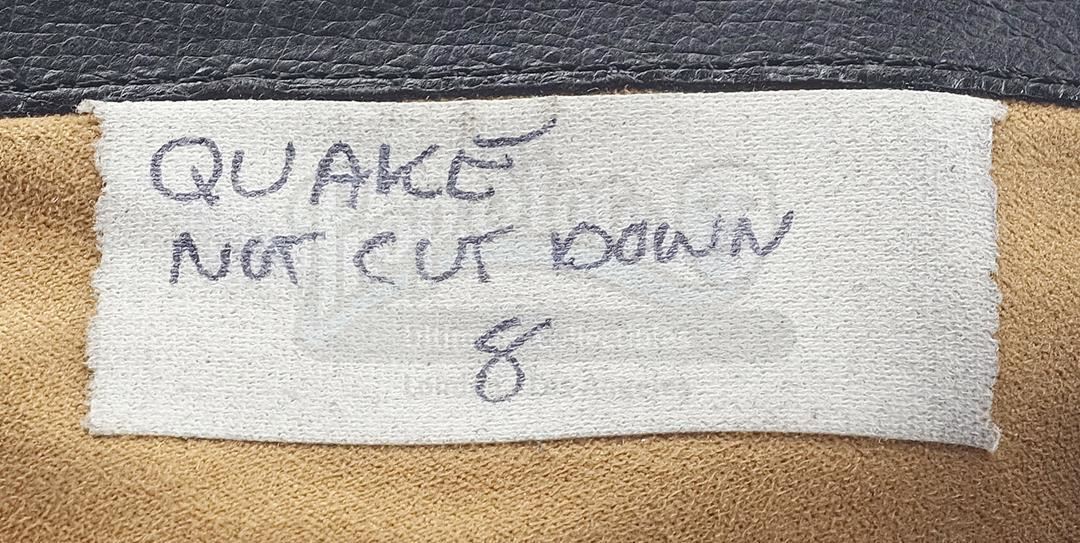 QUAKE
NOT CUT DOWN
8